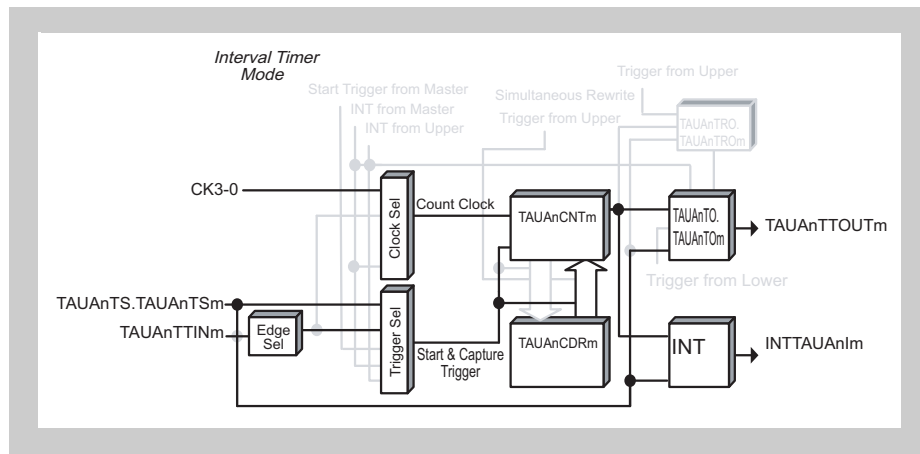 Interval Timer
Mode
Trigger from Upper
Start Trigger from Master
Simultaneous Rewrite
INT from Master
Trigger from Upper
INT from Upper
TAUAnTRO.
TAUAnTROm
CK3-0
Clock Sel
Count Clock
TAUAnCNTm
TAUAnTO.
TAUAnTOm
TAUAnTTOUTm
Trigger from Lower
TAUAnTS.TAUAnTSm
TAUAnTTINm
Edge
Sel
Trigger Sel
Start & Capture
Trigger
TAUAnCDRm
INT
INTTAUAnIm